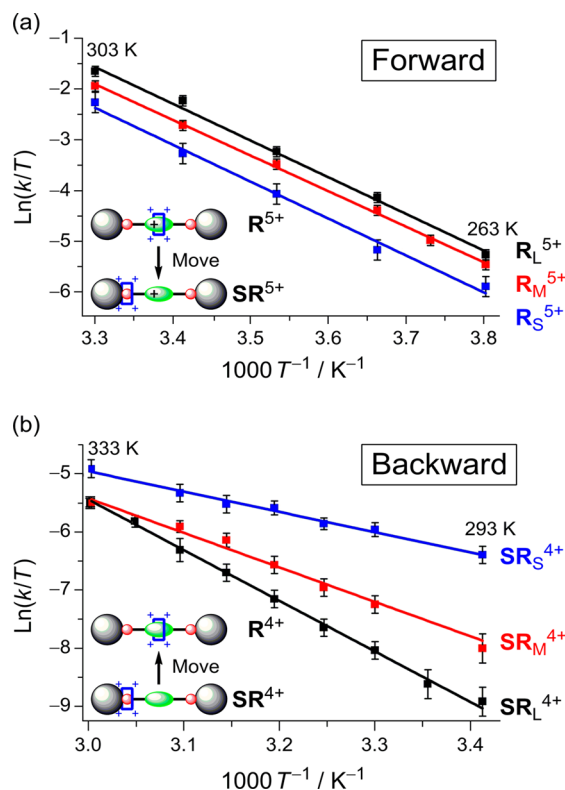 (a)
Forward
303 K
263 K
−1
−2
−3
−4
−5
−6
Ln(k/T)
+ + + + +
R5+
Move
+ + + + +
SR5+
RL5+
RM5+
RS5+
3.3 3.4 3.5 3.6 3.7 3.8
1000 T−1 / K−1
(b)
Backward
333 K
293 K
−5
−6
−7
−8
−9
Ln(k/T)
+ + + +
R4+
Move
+ + + +
SR4+
SRS4+
SRM4+
SRL4+
3.0 3.1 3.2 3.3 3.4
1000 T−1 / K−1